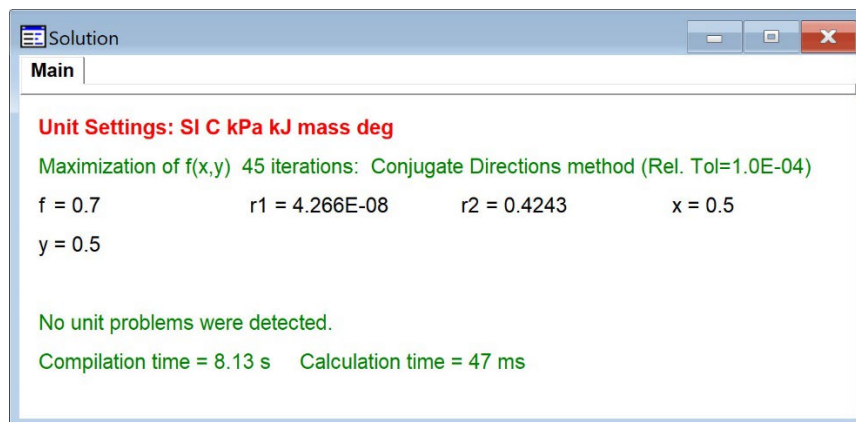 Solution
Main
Unit Settings: SI C kPa kJ mass deg
Maximization of f(x,y) 45 iterations: Conjugate Directions method (Rel. Tol=1.0E-04)
f = 0.7 r1 = 4.266E-08 r2 = 0.4243 x = 0.5
y = 0.5
No unit problems were detected.
Compilation time = 8.13 s Calculation time = 47 ms